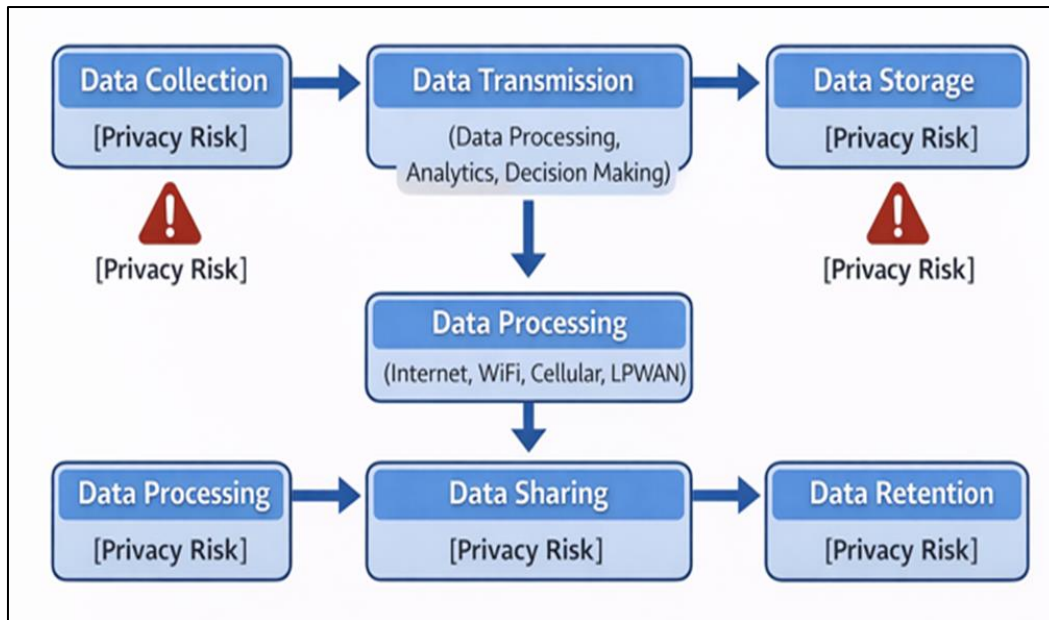 Data Collection
[Privacy Risk]
[Privacy Risk]
Data Transmission
(Data Processing,
Analytics, Decision Making)
Data Storage
[Privacy Risk]
[Privacy Risk]
Data Processing
(Internet, WiFi, Cellular, LPWAN)
Data Processing
[Privacy Risk]
Data Sharing
[Privacy Risk]
Data Retention
[Privacy Risk]